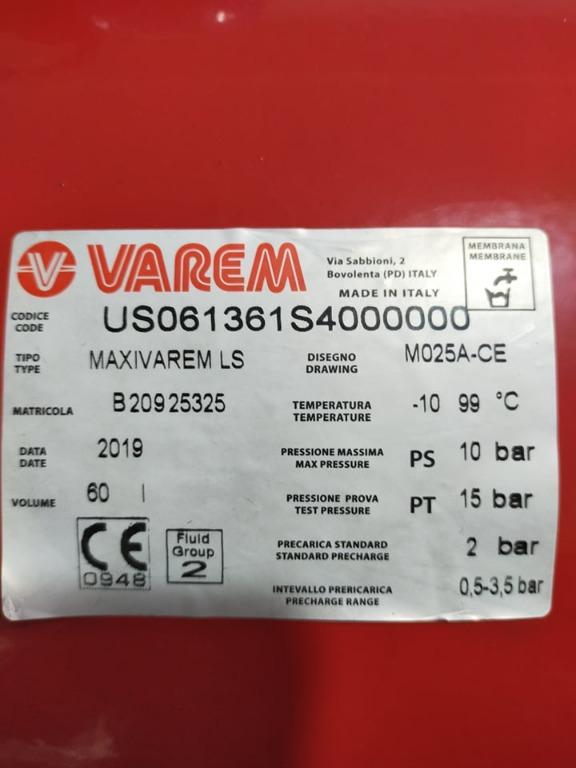 V VAREM
Via Sabbioni, 2
Bovolenta (PD) ITALY
MADE IN ITALY
MEMBRANA
MEMBRANE
CODICE
CODE
US061361S4000000
TIPO
TYPE
MAXIVAREM LS
DISEGNO
DRAWING
M025A-CE
MATRICOLA
B20925325
TEMPERATURA
TEMPERATURE
-10 99 °C
DATA
DATE
2019
PRESSIONE MASSIMA
MAX PRESSURE
PS 10 bar
VOLUME
60 l
PRESSIONE PROVA
TEST PRESSURE
PT 15 bar
CE
0948
Fluid
Group
2
PRECARICA STANDARD
STANDARD PRECHARGE
2 bar
INTEVALLO PRERICARICA
PRECHARGE RANGE
0,5-3,5 bar